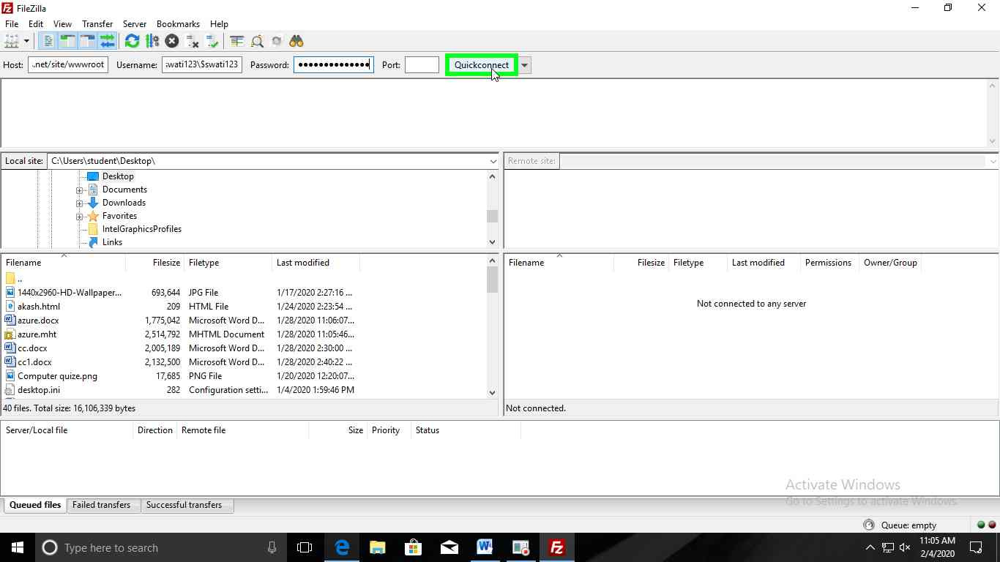 FileZilla
File Edit View Transfer Server Bookmarks Help
Host: .net/site/wwwroot Username: swati123\$swati123 Password: ●●●●●●●●●●●●●● Port: Quickconnect
Local site: C:\Users\student\Desktop\
Remote site:
Desktop
Documents
Downloads
Favorites
IntelGraphicsProfiles
Links
Filename Filesize Filetype Last modified
..
1440x2960-HD-Wallpaper... 693,644 JPG File 1/17/2020 2:27:16 ...
akash.html 209 HTML File 1/24/2020 2:23:54 ...
azure.docx 1,775,042 Microsoft Word D... 1/28/2020 11:06:07...
azure.mht 2,514,792 MHTML Document 1/28/2020 11:05:46...
cc.docx 2,005,189 Microsoft Word D... 1/28/2020 2:30:00 ...
cc1.docx 2,132,500 Microsoft Word D... 1/28/2020 2:40:22 ...
Computer quize.png 17,685 PNG File 1/20/2020 12:20:07...
desktop.ini 282 Configuration setti... 1/4/2020 1:59:46 PM
40 files. Total size: 16,106,339 bytes
Filename Filesize Filetype Last modified Permissions Owner/Group
Not connected to any server
Not connected.
Server/Local file Direction Remote file Size Priority Status
Activate Windows
Go to Settings to activate Windows.
Queued files Failed transfers Successful transfers
Queue: empty
Type here to search
11:05 AM
2/4/2020